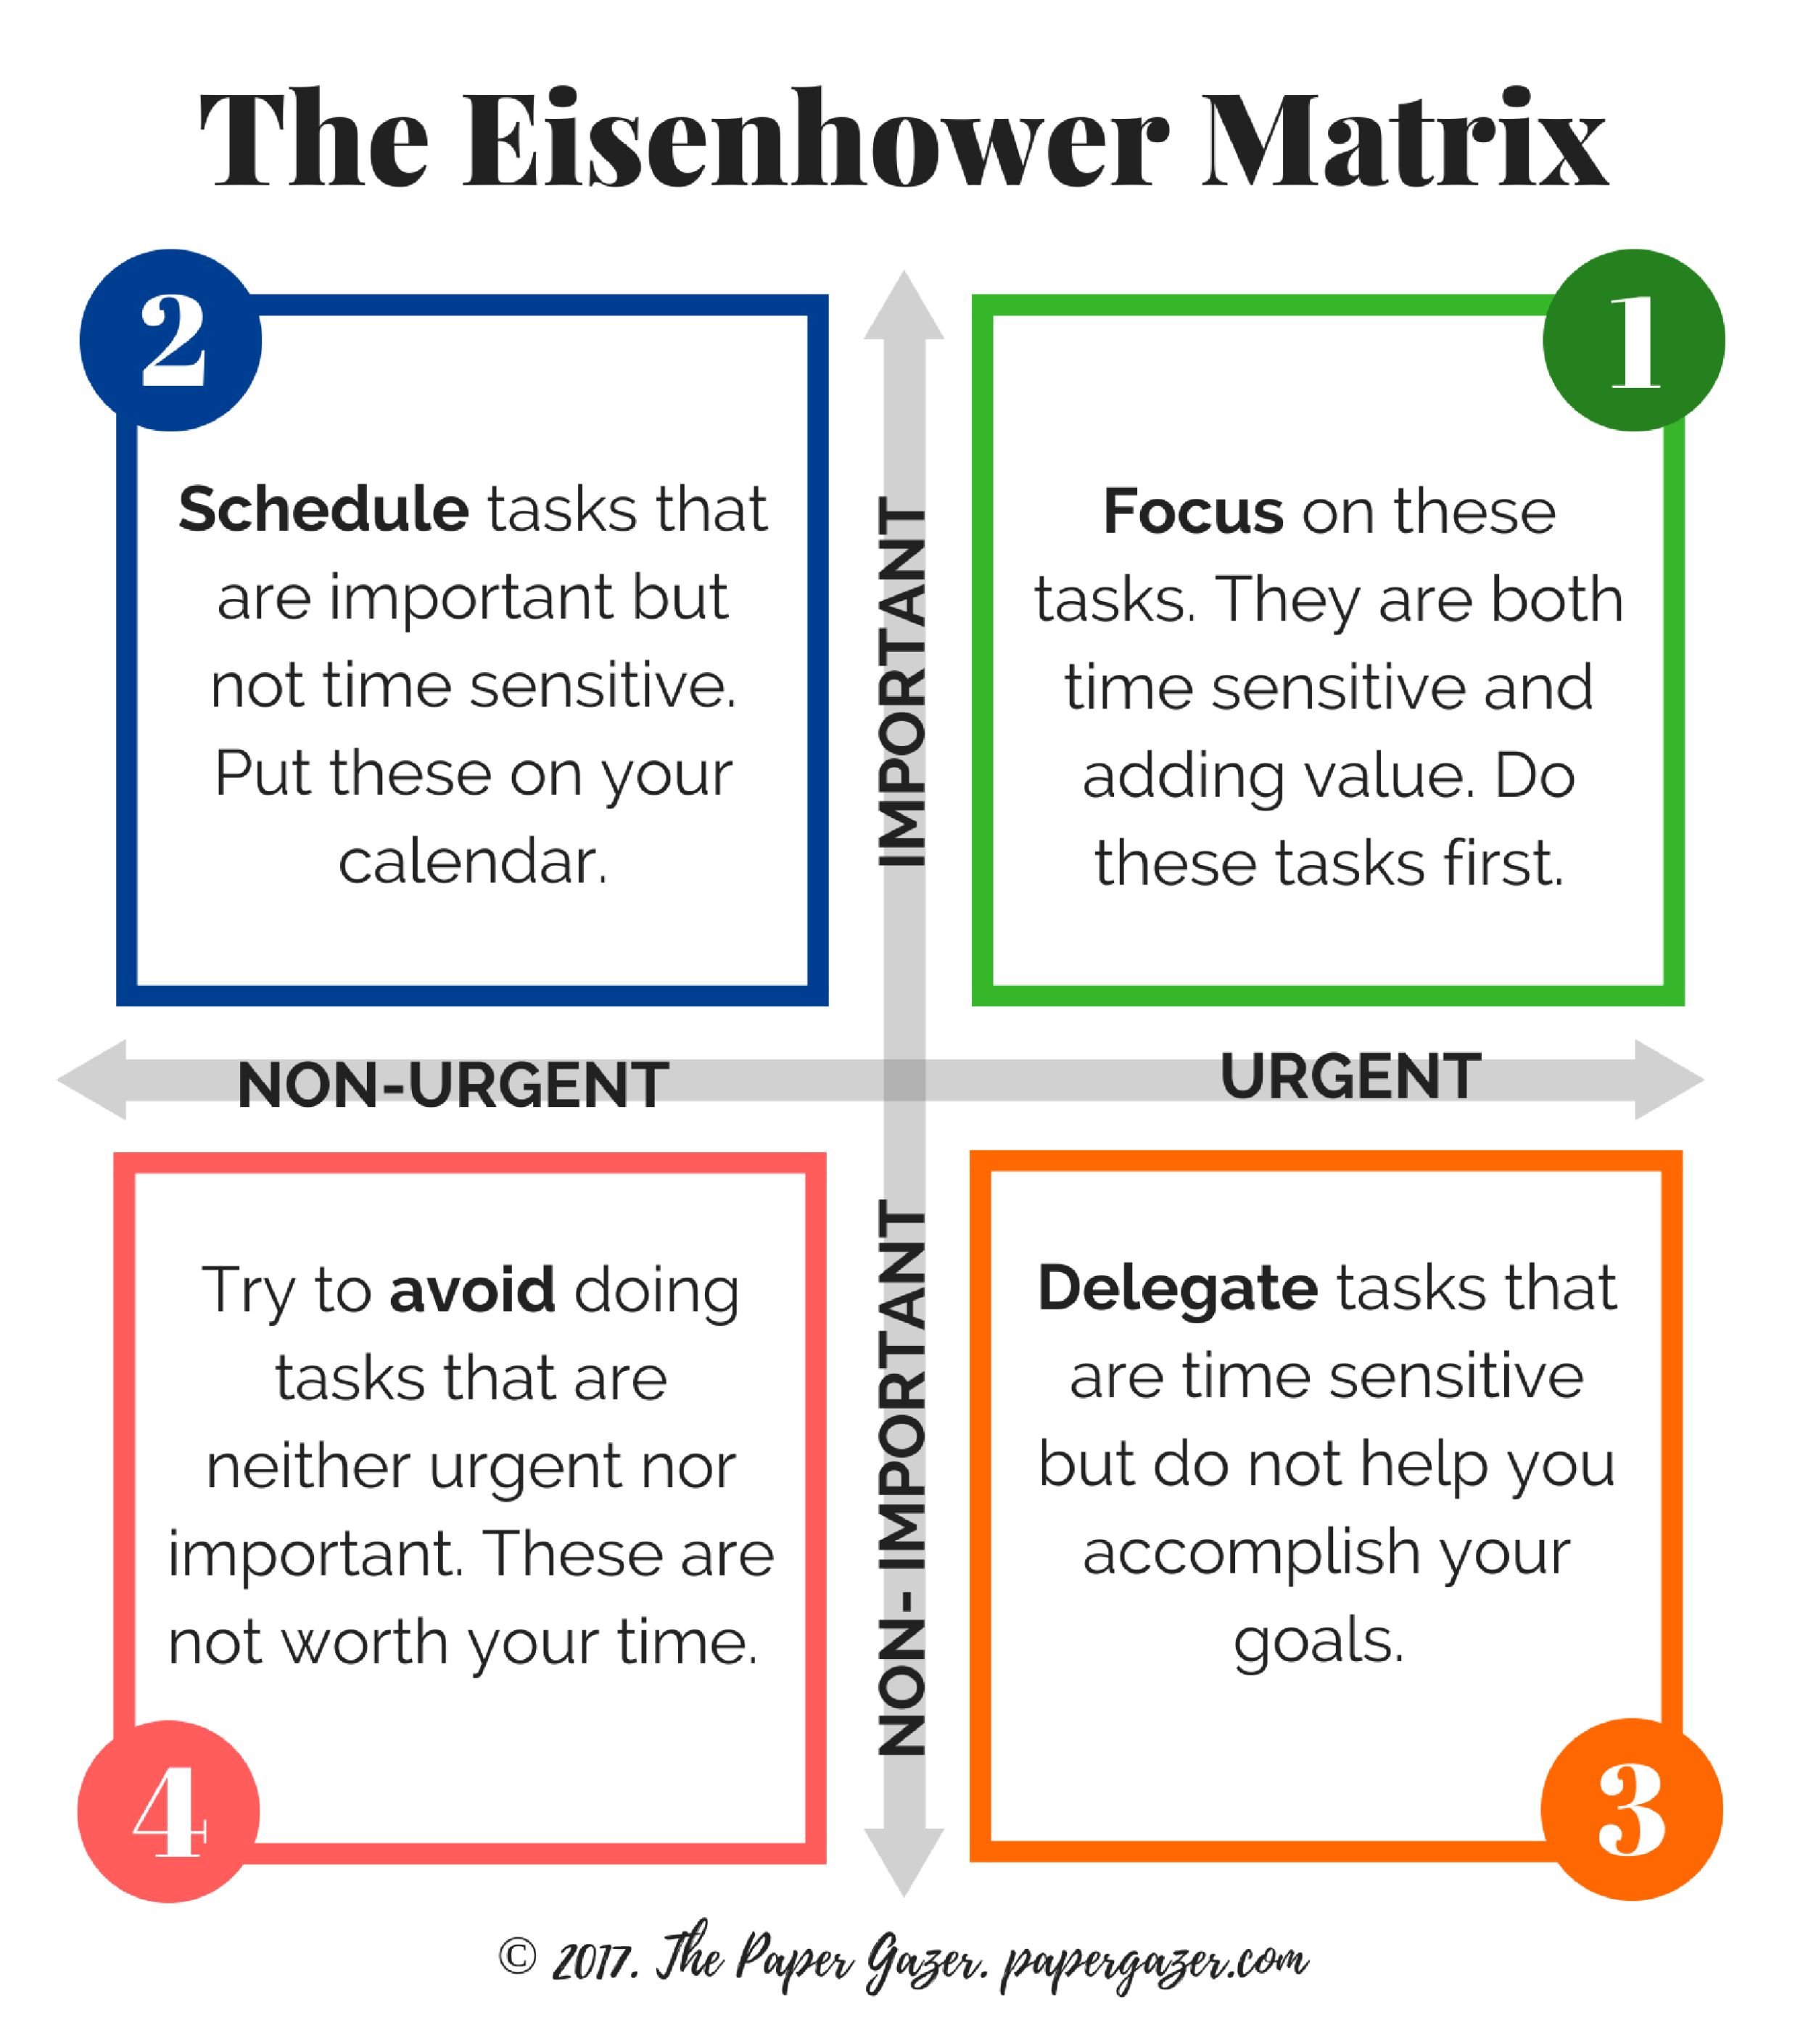 The Eisenhower Matrix
2
Schedule tasks that
are important but
not time sensitive.
Put these on your
calendar.
IMPORTANT
1
Focus on these
tasks. They are both
time sensitive and
adding value. Do
these tasks first.
NON-URGENT
URGENT
Try to avoid doing
tasks that are
neither urgent nor
important. These are
not worth your time.
4
NON- IMPORTANT
Delegate tasks that
are time sensitive
but do not help you
accomplish your
goals.
3
© 2017. The Paper Gazer. papergazer.com